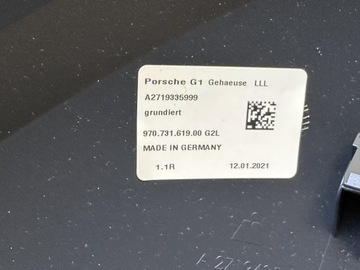 Porsche G1 Gehaeuse LLL
A2719335999
grundiert
970.731.619.00 G2L
MADE IN GERMANY
1.1R 12.01.2021